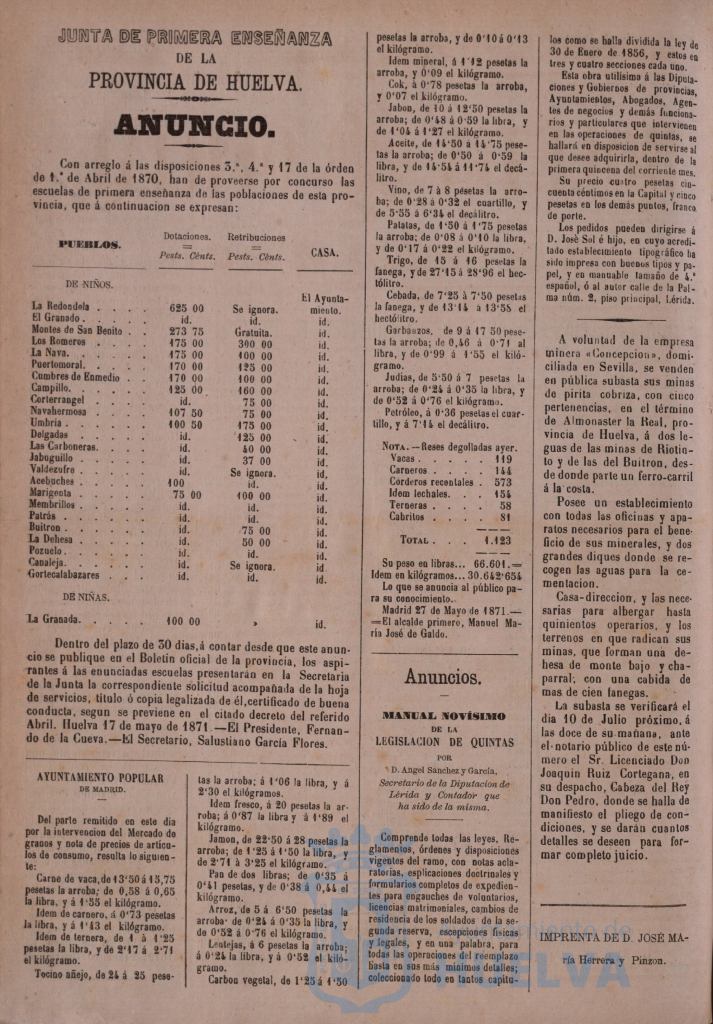 JUNTA DE PRIMERA ENSEÑANZA
DE LA
PROVINCIA DE HUELVA.
ANUNCIO.
Con arreglo á las disposiciones 3.ª, 4.ª y 17 de la órden
de 1.º de Abril de 1870, han de proveerse por concurso las
escuelas de primera enseñanza de las poblaciones de esta pro-
vincia, que á continuacion se expresan:
PUEBLOS. Dotaciones. = Pests. Cénts. Retribuciones = Pests. Cénts. CASA.
DE NIÑOS.
La Redondela 625 00 Se ignora. El Ayunta-miento.
El Granado id. id. id.
Montes de San Benito 273 75 Gratuita. id.
Los Romeros 175 00 300 00 id.
La Nava 175 00 100 00 id.
Puertomoral 170 00 125 00 id.
Cumbres de Enmedio 170 00 100 00 id.
Campillo 125 00 160 00 id.
Corterrangel id. 75 00 id.
Navahermosa 107 50 75 00 id.
Umbria 100 50 175 00 id.
Delgadas id. 125 00 id.
Las Carboneras id. 40 00 id.
Jabuguillo id. 37 00 id.
Valdezufre id. Se ignora. id.
Acebuches 100 id. id.
Marigenta 75 00 100 00 id.
Membrillos id. id. id.
Patrás id. id. id.
Buitron id. 75 00 id.
La Dehesa id. 50 00 id.
Pozuelo id. id. id.
Canaleja id. Se ignora. id.
Gortecalabazares id. id. id.
DE NIÑAS.
La Granada. 100 00 » id.
Dentro del plazo de 30 dias, á contar desde que este anun-
cio se publique en el Boletin oficial de la provincia, los aspi-
rantes á las enunciadas escuelas presentarán en la Secretaria
de la Junta la correspondiente solicitud acompañada de la hoja
de servicios, titulo ó copia legalizada de él, certificado de buena
conducta, segun se previene en el citado decreto del referido
Abril. Huelva 17 de mayo de 1871.—El Presidente, Fernan-
do de la Cueva.—El Secretario, Salustiano García Flores.
AYUNTAMIENTO POPULAR
DE MADRID.
Del parte remitido en este dia
por la intervencion del Mercado de
granos y nota de precios de articu-
los de consumo, resulta lo siguien-
te:
Carne de vaca, de 13'50 á 15,75
pesetas la arroba; de 0,58 á 0,65
la libra, y á 1'55 el kilógramo.
Idem de carnero, á 0'73 pesetas
la libra, y á 1'43 el kilógramo.
Idem de ternera, de 1 á 1'25
pesetas la libra, y de 2'17 á 2'71
el kilógramo.
Tocino añejo, de 24 á 25 pese-
tas la arroba; á 1'06 la libra, y á
2'30 el kilógramos.
Idem fresco, á 20 pesetas la ar-
roba; á 0'87 la libra y á 1'89 el
kilógramo.
Jamon, de 22'50 á 28 pesetas la
arroba; de 1'25 á 1'50 la libra, y
de 2'71 á 3'25 el kilógramo.
Pan de dos libras; de 0'35 á
0'41 pesetas, y de 0'38 á 0,44 el
kilógramo.
Arroz, de 5 á 6'50 pesetas la
arroba' de 0'24 á 0'35 la libra, y
de 0'52 á 0'76 el kilógramo.
Lentejas, á 6 pesetas la arroba;
á 0'24 la libra, y á 0'52 el kiló-
gramo.
Carbon vegetal, de 1'25 á 1'50
pesetas la arroba, y de 0'10 á 0'13
el kilógramo.
Idem mineral, á 1'12 pesetas la
arroba, y 0'09 el kilógramo.
Cok, á 0'78 pesetas la arroba,
y 0'07 el kilógramo.
Jabon, de 10 á 12'50 pesetas la
arroba; de 0'48 á 0'59 la libra, y
de 1'04 á 1'27 el kilógramo.
Aceite, de 14'50 á 14'75 pese-
tas la arroba; de 0'50 á 0'59 la
libra, y de 14'54 á 11'74 el decá-
litro.
Vino, de 7 á 8 pesetas la arro-
ba; de 0'28 á 0'32 el cuartillo, y
de 5'55 á 6'34 el decálitro.
Patatas, de 1'50 á 1'75 pesetas
la arroba; de 0'08 á 0'10 la libra,
y de 0'17 á 0'22 el kilógramo.
Trigo, de 15 á 16 pesetas la
fanega, y de 27'15 á 28'96 el hec-
tólitro.
Cebada, de 7'25 á 7'50 pesetas
la fanega, y de 13'14 á 13'55 el
hectólitro.
Garbanzos, de 9 á 17 50 pese-
tas la arroba; de 0,46 á 0'71 al
libra, y de 0'99 á 1'55 el kiló-
gramo.
Judias, de 5'50 á 7 pesetas la
arroba; de 0'24 á 0'35 la libra, y
de 0'52 á 0'76 el kilógramo.
Petróleo, á 0'36 pesetas el cuar-
tillo, y á 7'14 el decálitro.
NOTA.—Reses degolladas ayer.
Vacas 119
Carneros 144
Corderos recentales 573
Idem lechales 154
Terneras 58
Cabritos 81
TOTAL 1.123
Su peso en libras... 66.601.=
Idem en kilógramos... 30.642'654
Lo que se anuncia al público pa-
ra su conocimiento.
Madrid 27 de Mayo de 1871.—
=El alcalde primero, Manuel Ma-
ría José de Galdo.
Anuncios.
MANUAL NOVÍSIMO
DE LA
LEGISLACION DE QUINTAS
POR
D. Angel Sánchez y García,
Secretario de la Diputacion de
Lérida y Contador que
ha sido de la misma.
Comprende todas las leyes, Re-
glamentos, órdenes y disposiciones
vigentes del ramo, con notas acla-
ratorias, esplicaciones doctrinales y
formularios completos de expedien-
tes para engauches de voluntarios,
licencias matrimoniales, cambios de
residencia de los soldados de la se-
gunda reserva, escepciones físicas
y legales, y en una palabra, para
todas las operaciones del reemplazo
hasta en sus mas mínimos detalles;
coleccionado todo en tantos capítu-
los como se halla dividida la ley de
30 de Enero de 1856, y estos en
tres y cuatro secciones cada uno.
Esta obra utilísima á las Diputa-
ciones y Gobiernos de provincias,
Ayuntamientos, Abogados, Agen-
tes de negocios y demás funciona-
rios y particulares que intervienen
en las operaciones de quintas, se
hallará en disposicion de servirse al
que desee adquirirla, dentro de la
primera quincena del corriente mes.
Su precio cuatro pesetas cin-
cuenta céntimos en la Capital y cinco
pesetas en los demás puntos, franco
de porte.
Los pedidos pueden dirigirse á
D. José Sol é hijo, en cuyo acredi-
tado establecimiento tipográfico ha
sido impresa con buenos tipos y pa-
pel, y en manuable tamaño de 4.º
español, ó al autor calle de la Pal-
ma núm. 2, piso principal, Lérida.
A voluntad de la empresa
minera «Concepcion», domi-
ciliada en Sevilla, se venden
en pública subasta sus minas
de pirita cobriza, con cinco
pertenencias, en el término
de Almonaster la Real, pro-
vincia de Huelva, á dos le-
guas de las minas de Riotin-
to y de las del Buitron, des-
de donde parte un ferro-carril
á la costa.
Posee un establecimiento
con todas las oficinas y apa-
ratos necesarios para el bene-
ficio de sus minerales, y dos
grandes diques donde se re-
cogen las aguas para la ce-
mentacion.
Casa-direccion, y las nece-
sarias para albergar hasta
quinientos operarios, y los
terrenos en que radican sus
minas, que forman una de-
hesa de monte bajo y cha-
parral, con una cabida de
mas de cien fanegas.
La subasta se verificará el
dia 10 de Julio próximo, á
las doce de su mañana, ante
el notario público de este nú-
mero el Sr. Licenciado Don
Joaquin Ruiz Cortegana, en
su despacho, Cabeza del Rey
Don Pedro, donde se halla de
manifiesto el pliego de con-
diciones, y se darán cuantos
detalles se deseen para for-
mar completo juicio.
IMPRENTA DE D. JOSÉ MA-
ría Herrera y Pinzon.
HUELVA